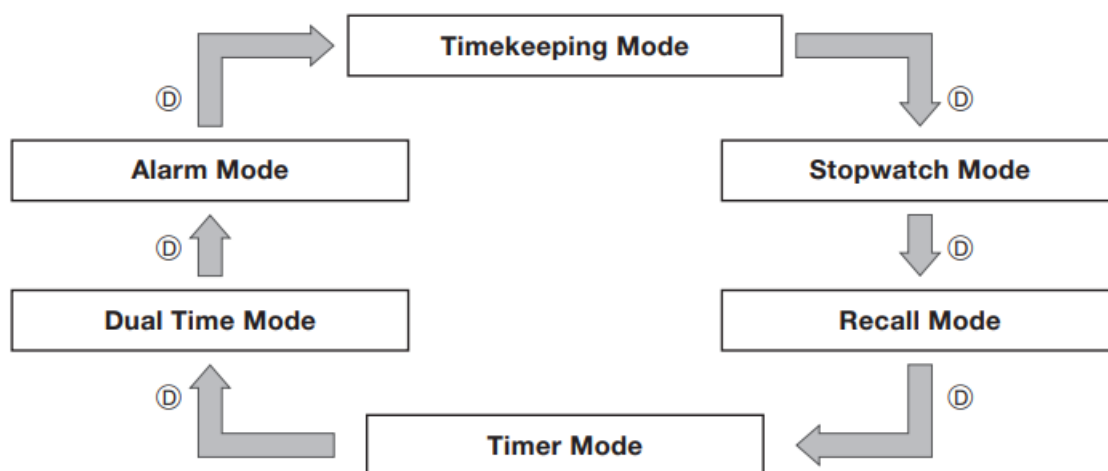 Timekeeping Mode
Ⓓ Ⓓ
Alarm Mode Stopwatch Mode
Ⓓ Ⓓ
Dual Time Mode Recall Mode
Ⓓ Ⓓ
Timer Mode